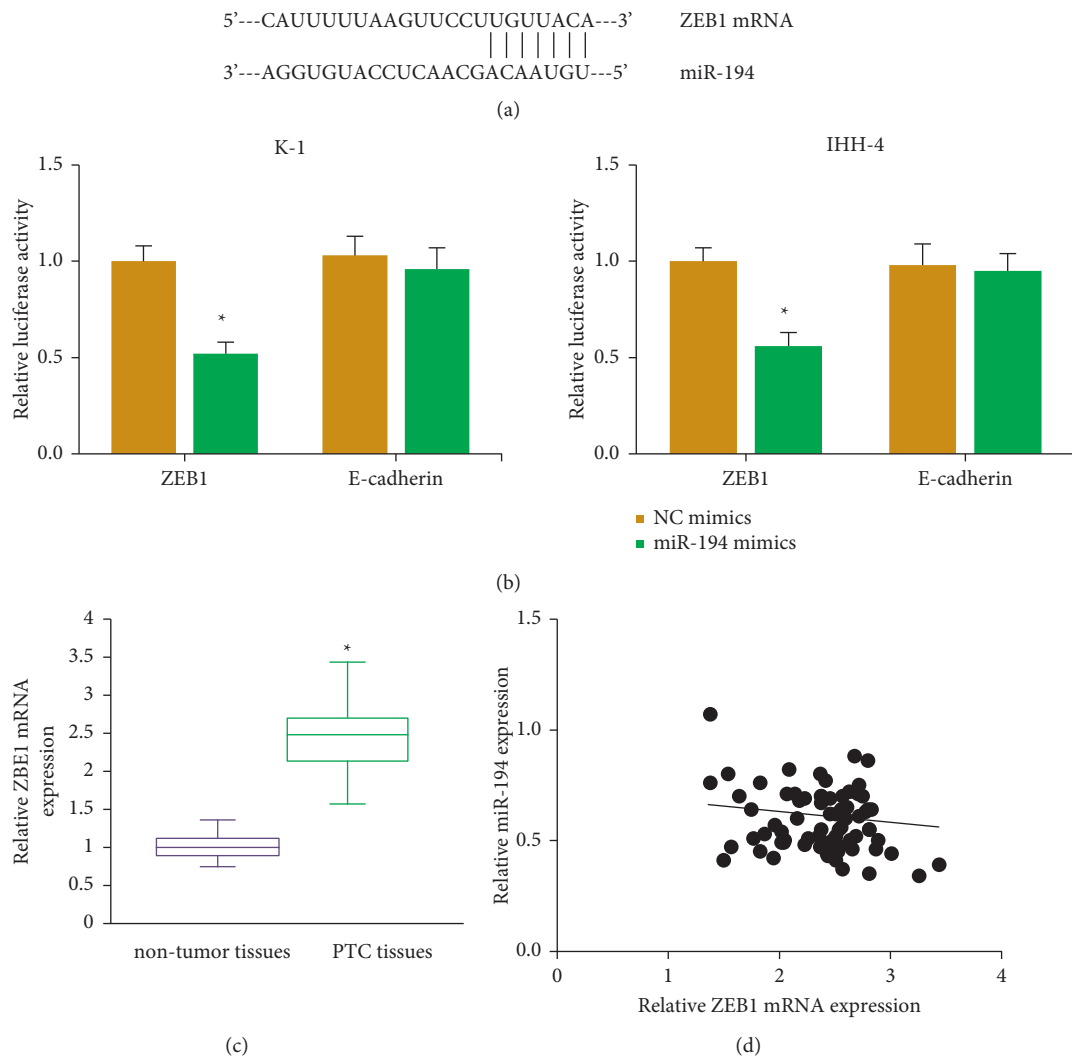 5’---CAUUUUUAAGUUCCUUGUUACA---3’ ZEB1 mRNA
3’---AGGUGUACCUCAACGACAAUGU---5’ miR-194
(a)
K-1
Relative luciferase activity
1.5
1.0
0.5
0.0
*
ZEB1 E-cadherin
IHH-4
Relative luciferase activity
1.5
1.0
0.5
0.0
*
ZEB1 E-cadherin
NC mimics
miR-194 mimics
(b)
Relative ZBE1 mRNA
expression
4
3.5
3
2.5
2
1.5
1
0.5
0
*
non-tumor tissues PTC tissues
(c)
Relative miR-194 expression
1.5
1.0
0.5
0.0
0 1 2 3 4
Relative ZEB1 mRNA expression
(d)